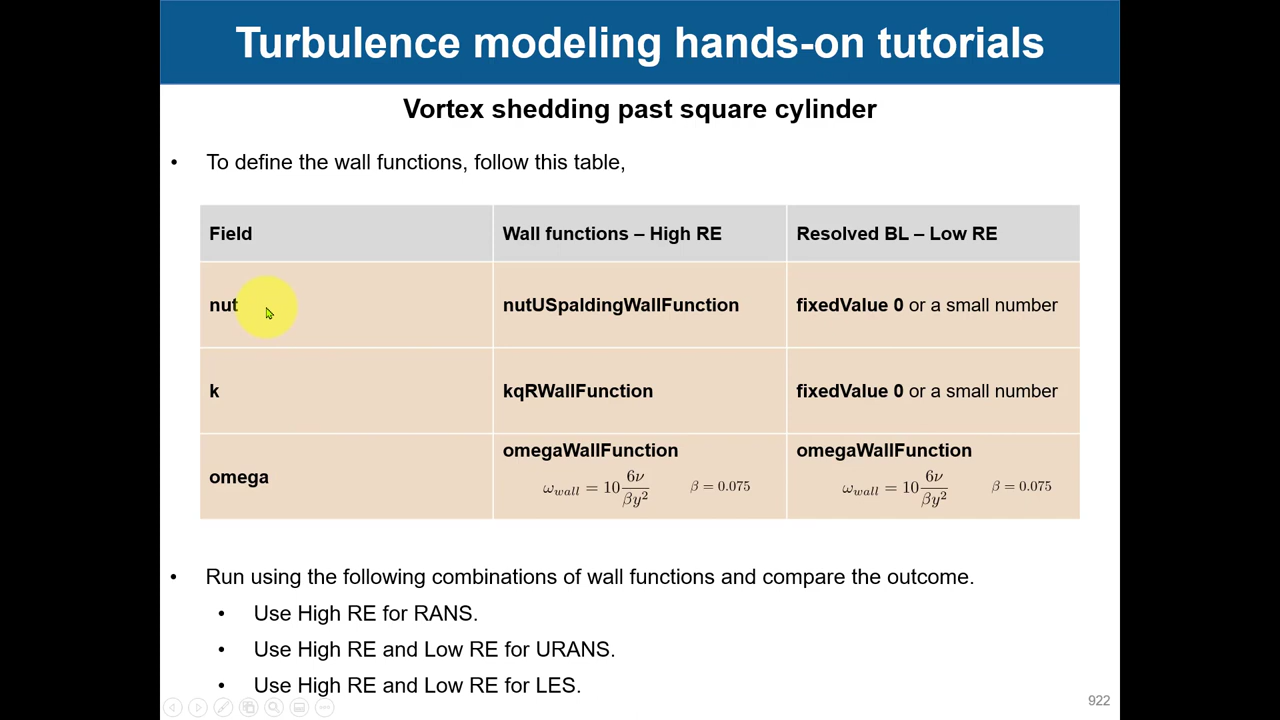 Turbulence modeling hands-on tutorials
Vortex shedding past square cylinder
• To define the wall functions, follow this table,
Field Wall functions – High RE Resolved BL – Low RE
nut nutUSpaldingWallFunction fixedValue 0 or a small number
k kqRWallFunction fixedValue 0 or a small number
omega omegaWallFunction omegaWallFunction
ω_wall = 10 6ν/βy² β = 0.075 ω_wall = 10 6ν/βy² β = 0.075
• Run using the following combinations of wall functions and compare the outcome.
• Use High RE for RANS.
• Use High RE and Low RE for URANS.
• Use High RE and Low RE for LES.
922